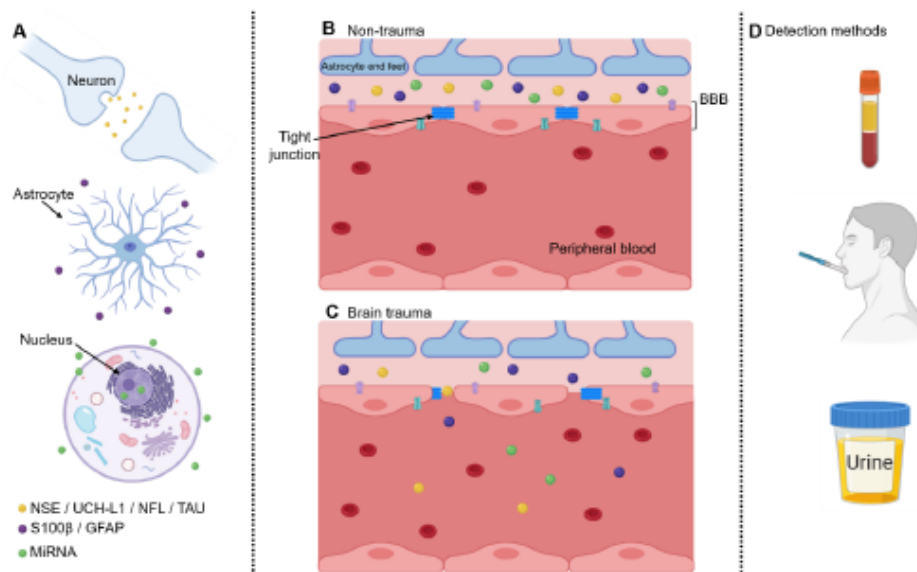 A
Neuron
Astrocyte
Nucleus
NSE / UCH-L1 / NFL / TAU
S100β / GFAP
MiRNA
B Non-trauma
Astrocyte end feet
BBB
Tight
junction
Peripheral blood
C Brain trauma
D Detection methods
Urine